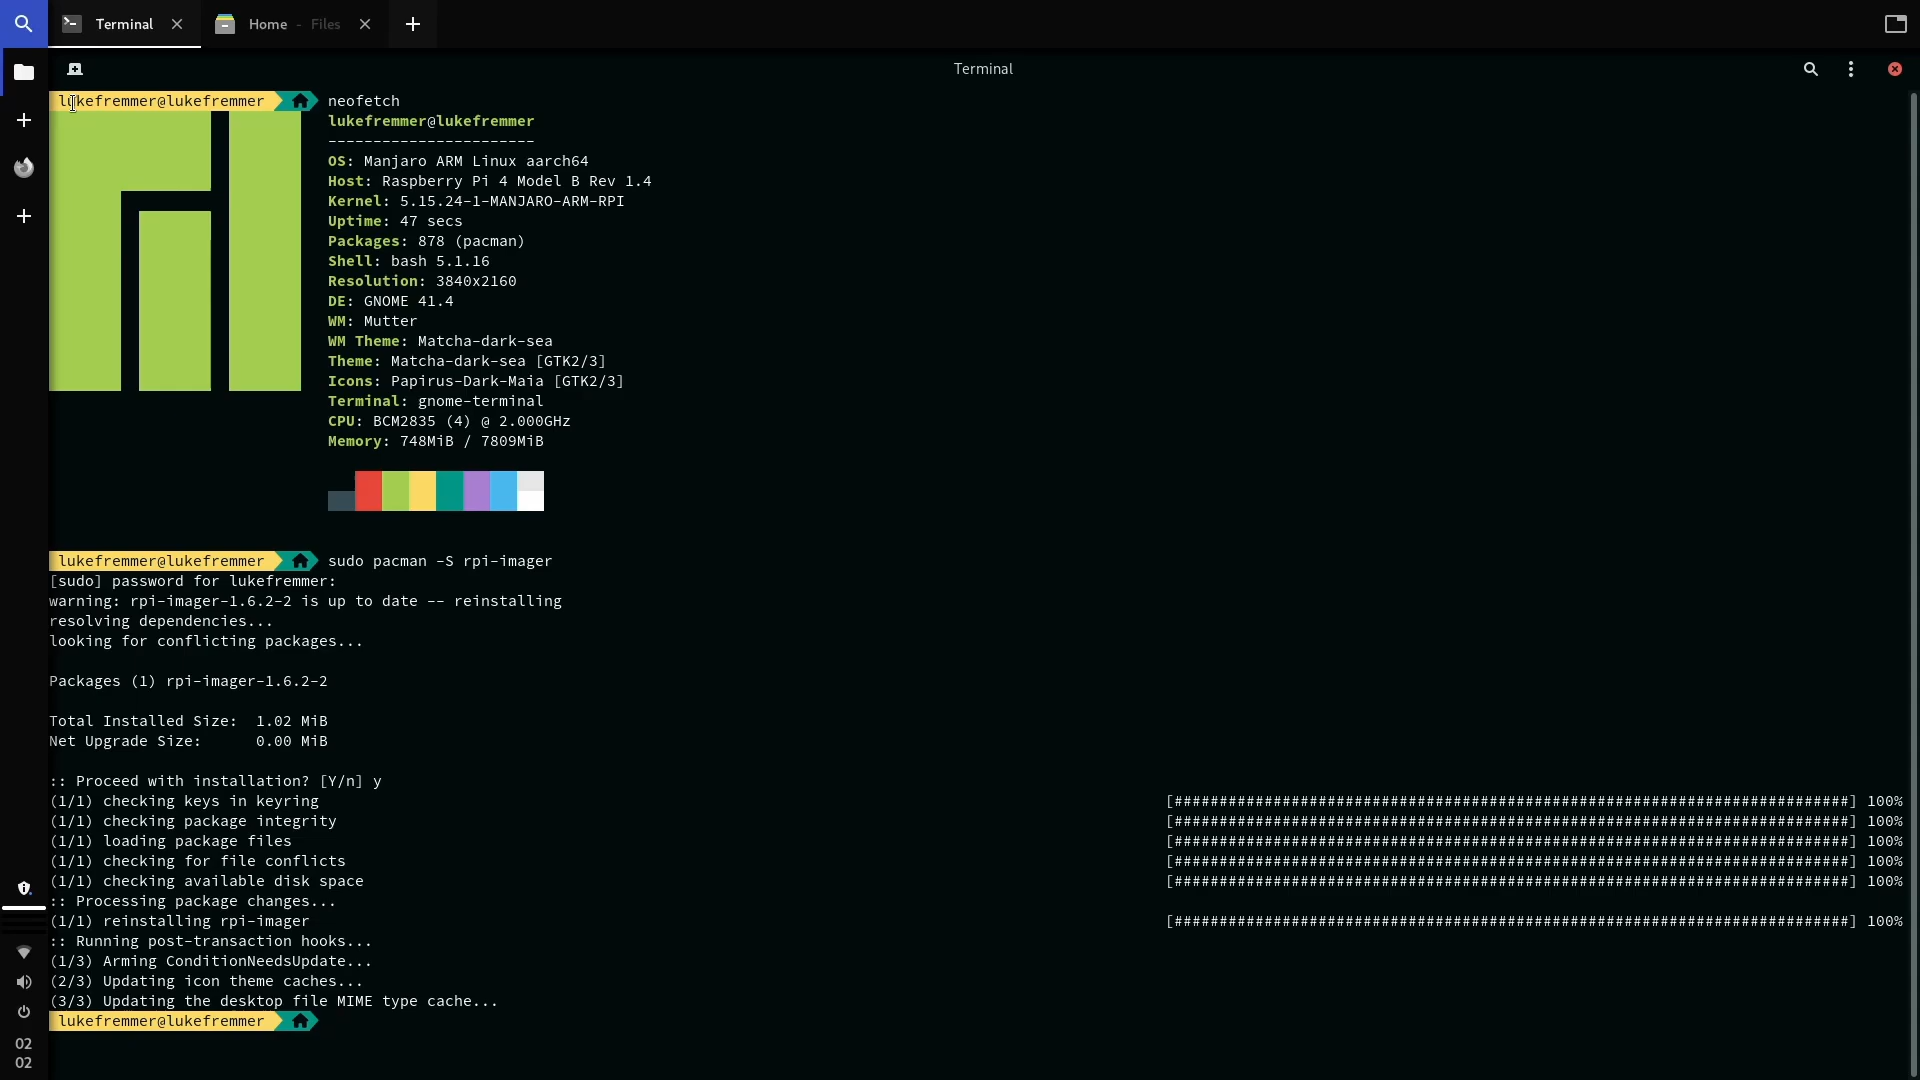 Terminal
Home - Files
Terminal
lukefremmer@lukefremmer neofetch
lukefremmer@lukefremmer
-----------------------
OS: Manjaro ARM Linux aarch64
Host: Raspberry Pi 4 Model B Rev 1.4
Kernel: 5.15.24-1-MANJARO-ARM-RPI
Uptime: 47 secs
Packages: 878 (pacman)
Shell: bash 5.1.16
Resolution: 3840x2160
DE: GNOME 41.4
WM: Mutter
WM Theme: Matcha-dark-sea
Theme: Matcha-dark-sea [GTK2/3]
Icons: Papirus-Dark-Maia [GTK2/3]
Terminal: gnome-terminal
CPU: BCM2835 (4) @ 2.000GHz
Memory: 748MiB / 7809MiB
lukefremmer@lukefremmer sudo pacman -S rpi-imager
[sudo] password for lukefremmer:
warning: rpi-imager-1.6.2-2 is up to date -- reinstalling
resolving dependencies...
looking for conflicting packages...
Packages (1) rpi-imager-1.6.2-2
Total Installed Size:  1.02 MiB
Net Upgrade Size:      0.00 MiB
:: Proceed with installation? [Y/n] y
(1/1) checking keys in keyring [###########################################################################] 100%
(1/1) checking package integrity [###########################################################################] 100%
(1/1) loading package files [###########################################################################] 100%
(1/1) checking for file conflicts [###########################################################################] 100%
(1/1) checking available disk space [###########################################################################] 100%
:: Processing package changes...
(1/1) reinstalling rpi-imager [###########################################################################] 100%
:: Running post-transaction hooks...
(1/3) Arming ConditionNeedsUpdate...
(2/3) Updating icon theme caches...
(3/3) Updating the desktop file MIME type cache...
lukefremmer@lukefremmer
02
02